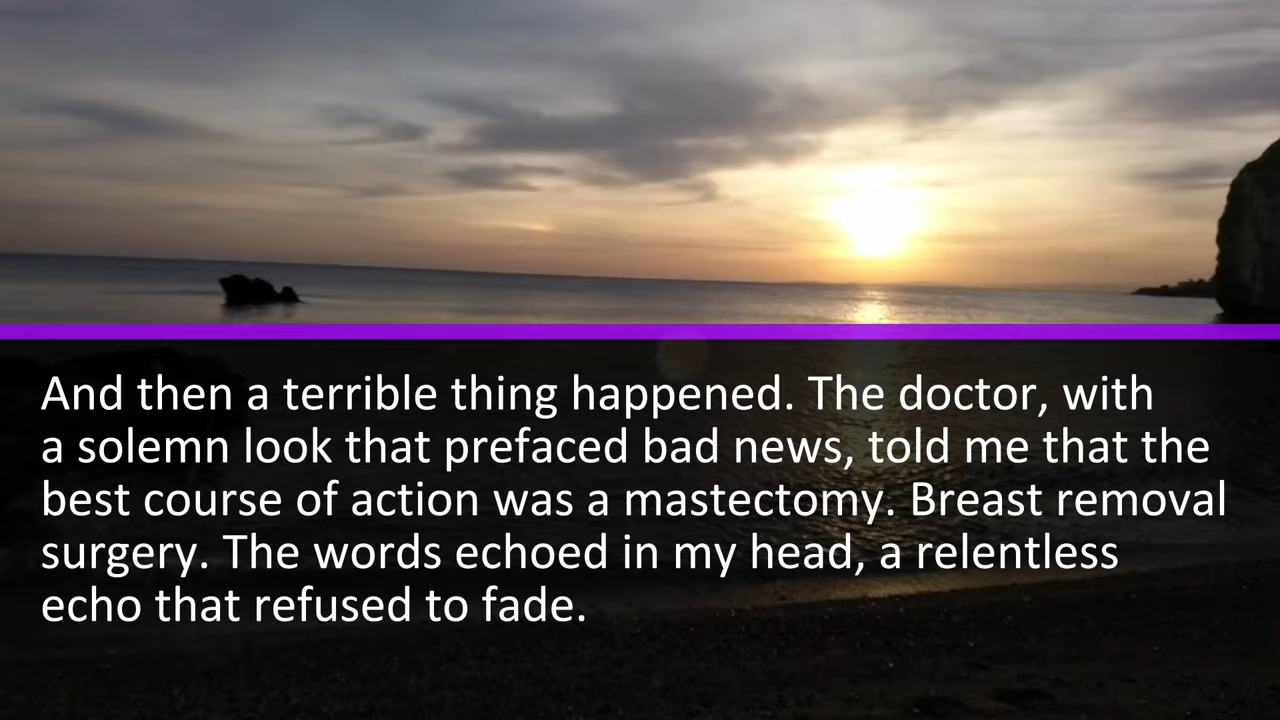 And then a terrible thing happened. The doctor, with
a solemn look that prefaced bad news, told me that the
best course of action was a mastectomy. Breast removal
surgery. The words echoed in my head, a relentless
echo that refused to fade.